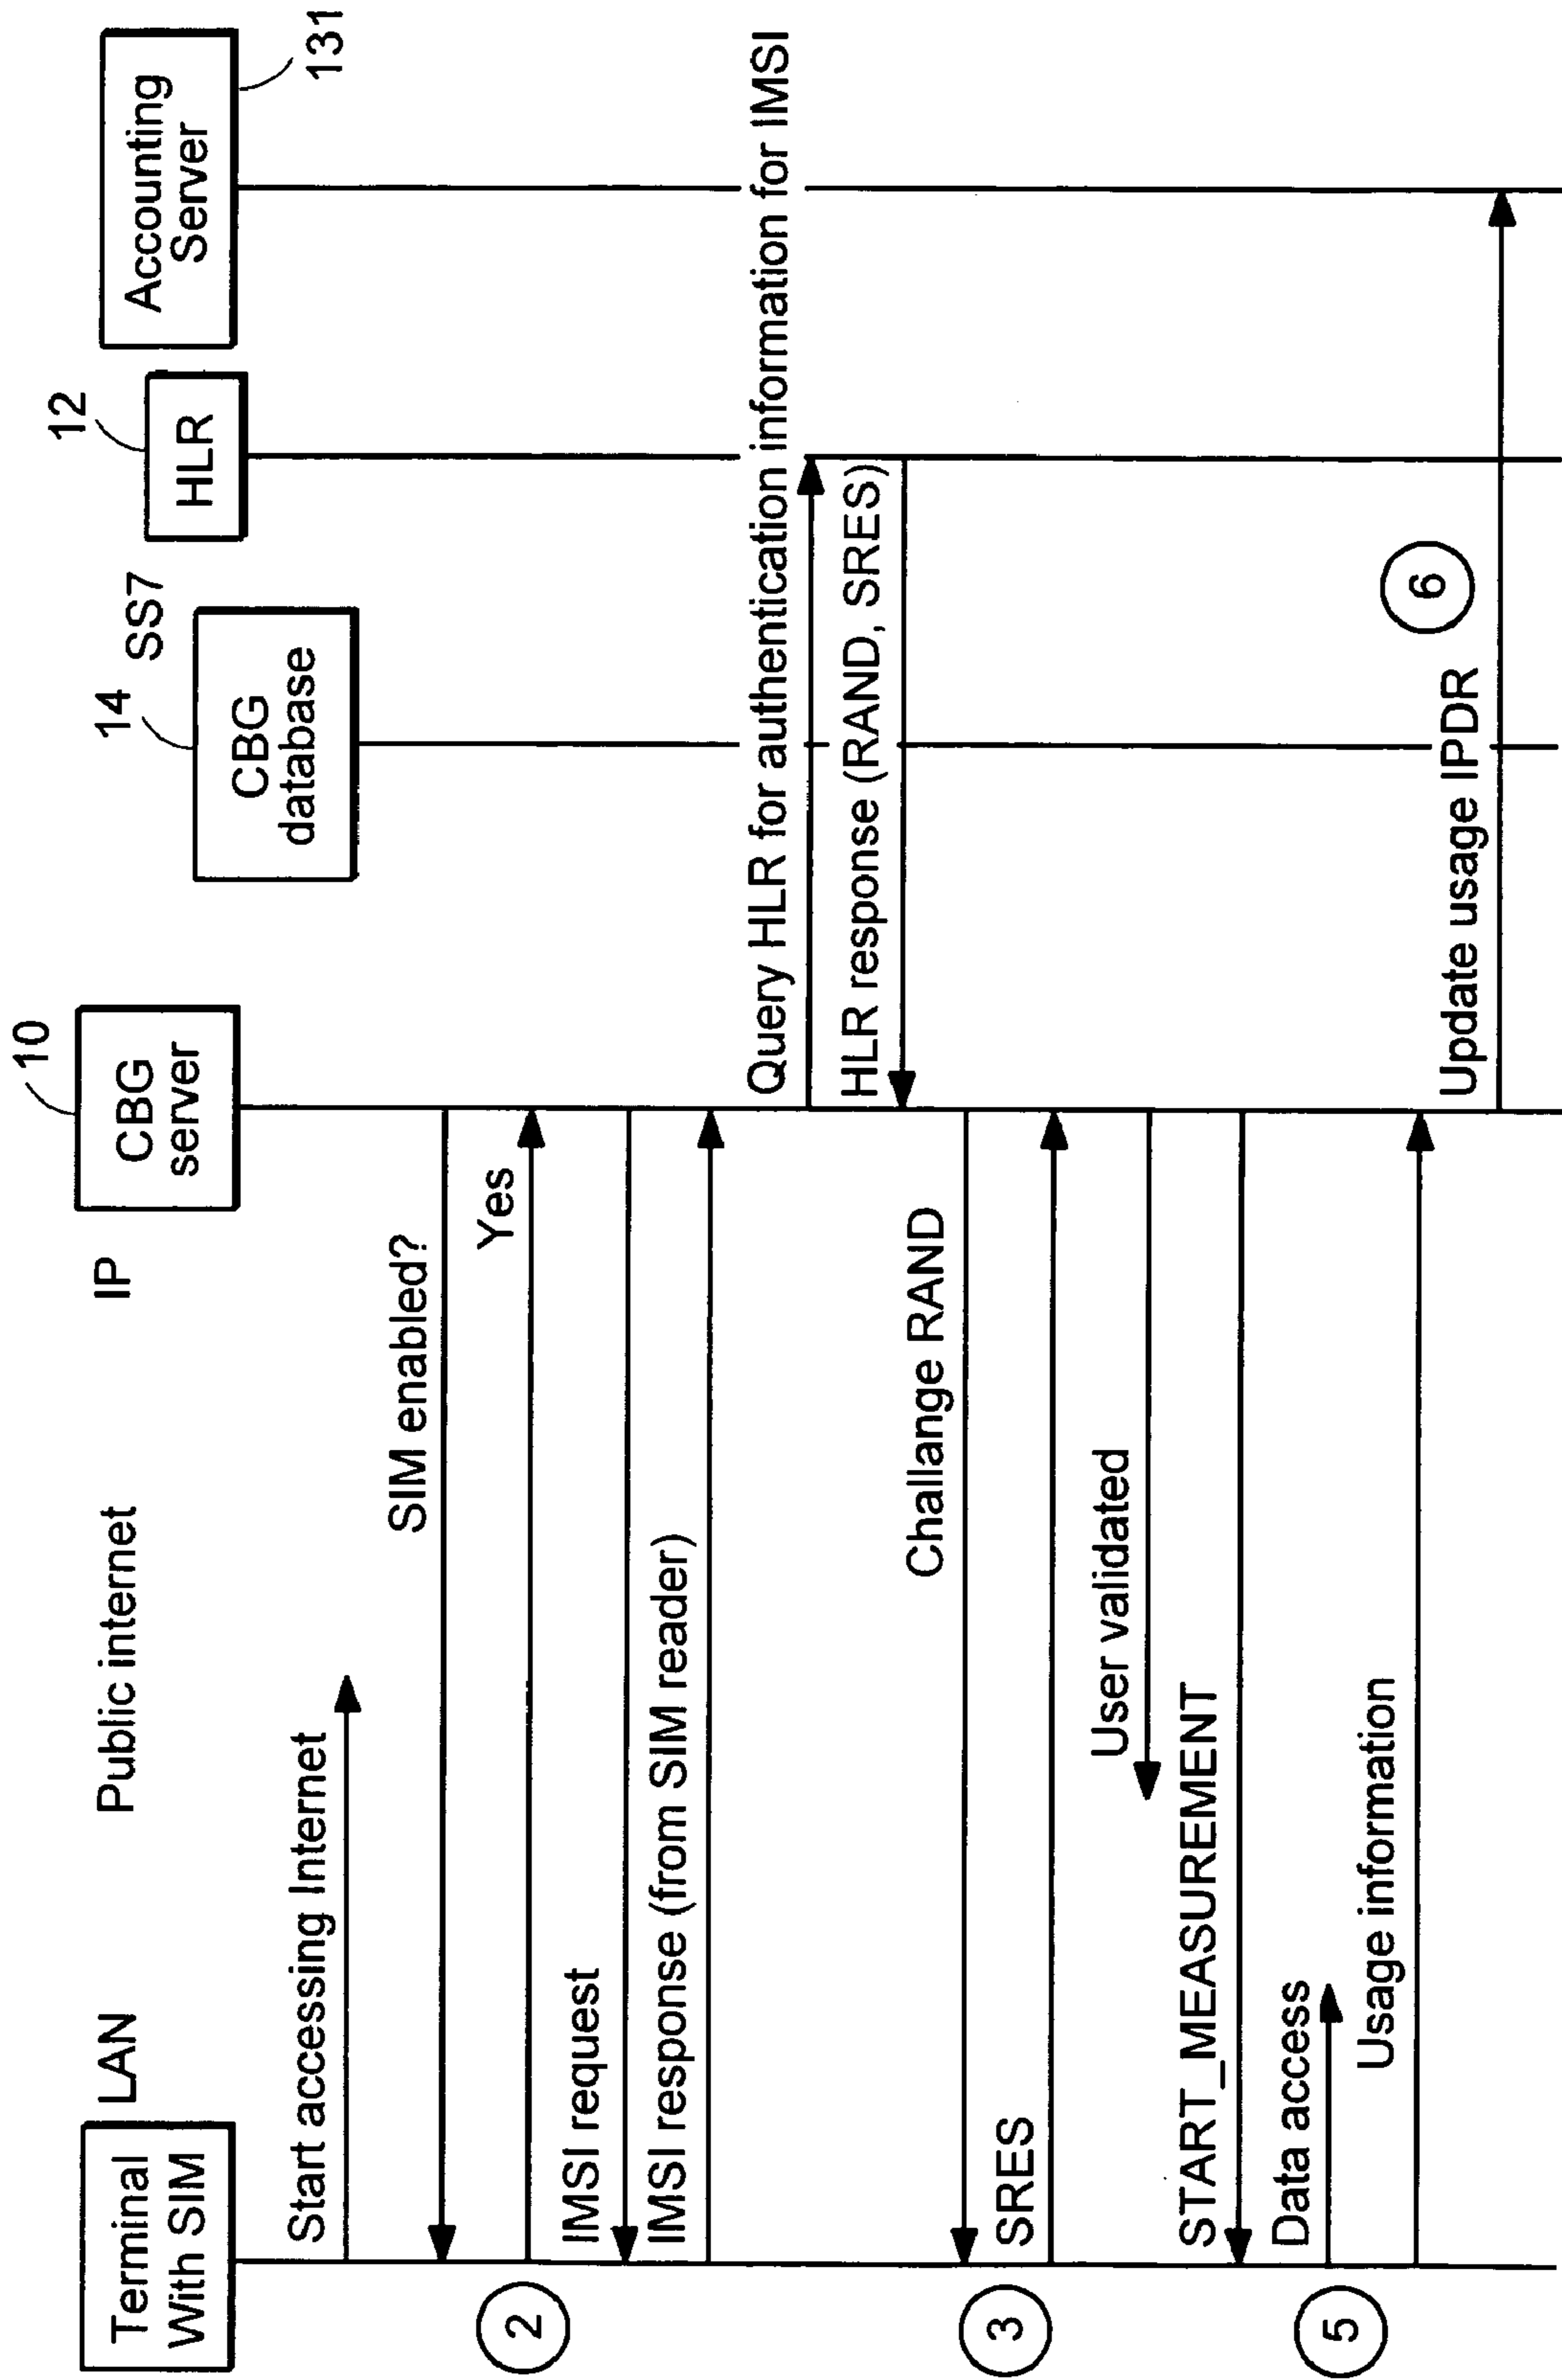 Terminal
With SIM
LAN
Public internet
IP
10
CBG
server
14
CBG
database
SS7
12
HLR
Accounting
Server
131
Start accessing Internet
SIM enabled?
2
Yes
IMSI request
IMSI response (from SIM reader)
Query HLR for authentication information for IMSI
HLR response (RAND, SRES)
Challange RAND
3
SRES
User validated
START_MEASUREMENT
Data access
5
Usage information
6
Update usage IPDR